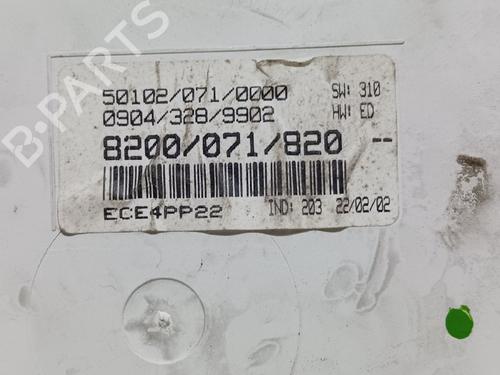 B-PARTS
50102/071/0000 SW: 310
0904/328/9902 HW: ED
8200/071/820 --
ECE4PP22 IND: 203 22/02/02